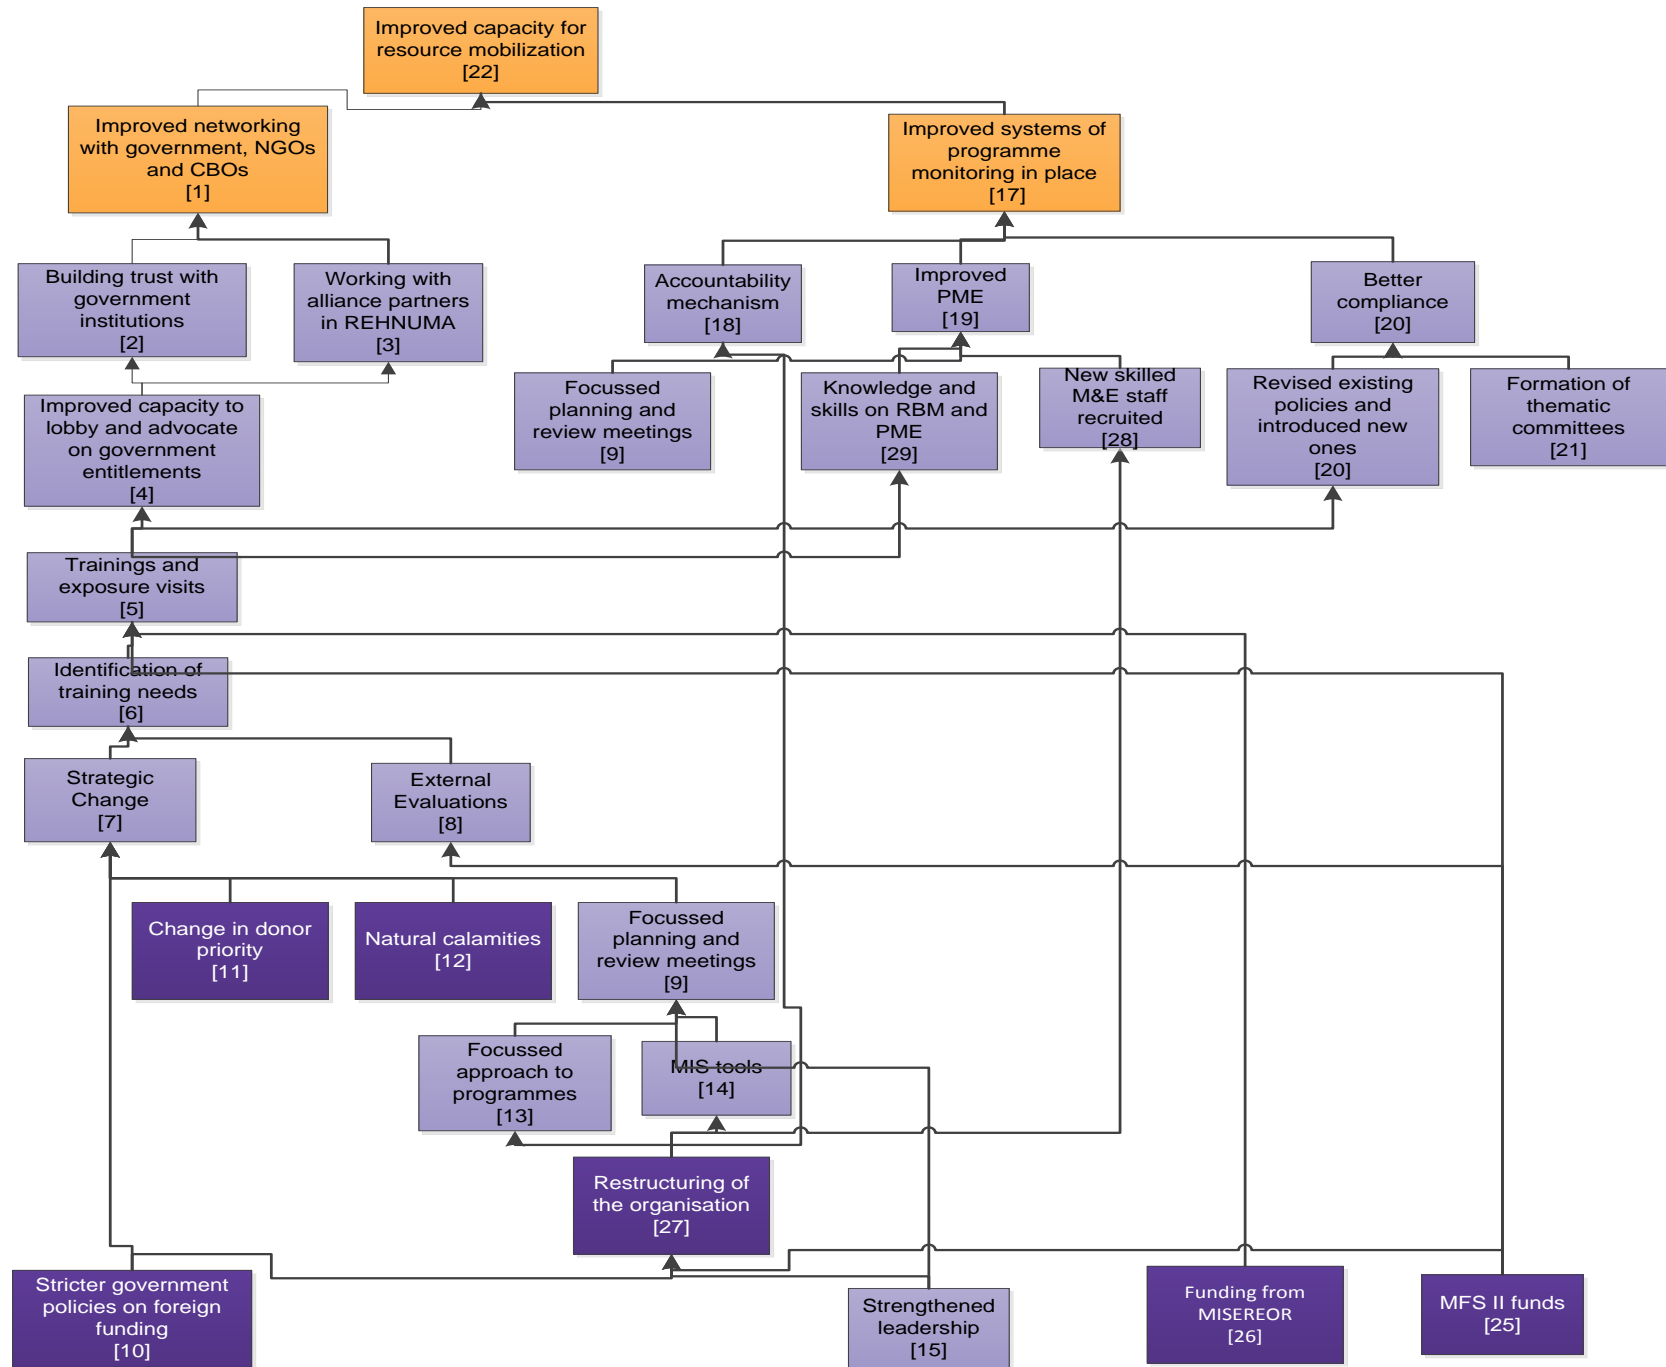 Improved capacity for
resource mobilization
[22]
Improved networking
with government, NGOs
and CBOs
[1]
Improved systems of
programme
monitoring in place
[17]
Building trust with
government
institutions
[2]
Working with
alliance partners
in REHNUMA
[3]
Accountability
mechanism
[18]
Improved
PME
[19]
Better
compliance
[20]
Improved capacity to
lobby and advocate
on government
entitlements
[4]
Focussed
planning and
review meetings
[9]
Knowledge and
skills on RBM and
PME
[29]
New skilled
M&E staff
recruited
[28]
Revised existing
policies and
introduced new
ones
[20]
Formation of
thematic
committees
[21]
Trainings and
exposure visits
[5]
Identification of
training needs
[6]
Strategic
Change
[7]
External
Evaluations
[8]
Change in donor
priority
[11]
Natural calamities
[12]
Focussed
planning and
review meetings
[9]
Focussed
approach to
programmes
[13]
MIS tools
[14]
Restructuring of
the organisation
[27]
Stricter government
policies on foreign
funding
[10]
Strengthened
leadership
[15]
Funding from
MISEREOR
[26]
MFS II funds
[25]